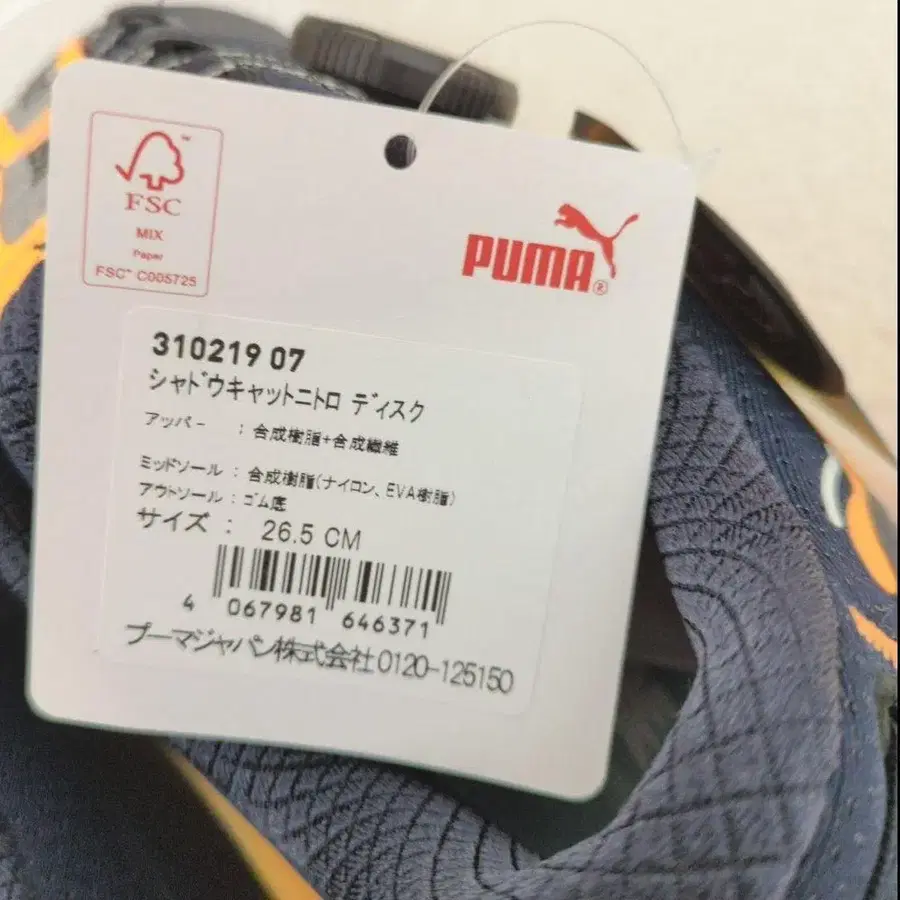 FSC
MIX
Paper
FSC™ C005725
PUMA®
310219 07
シャドウキャットニトロ ディスク
アッパー : 合成樹脂+合成繊維
ミッドソール : 合成樹脂(ナイロン、EVA樹脂)
アウトソール : ゴム底
サイズ : 26.5 CM
4 067981 646371
プーマジャパン株式会社 0120-125150